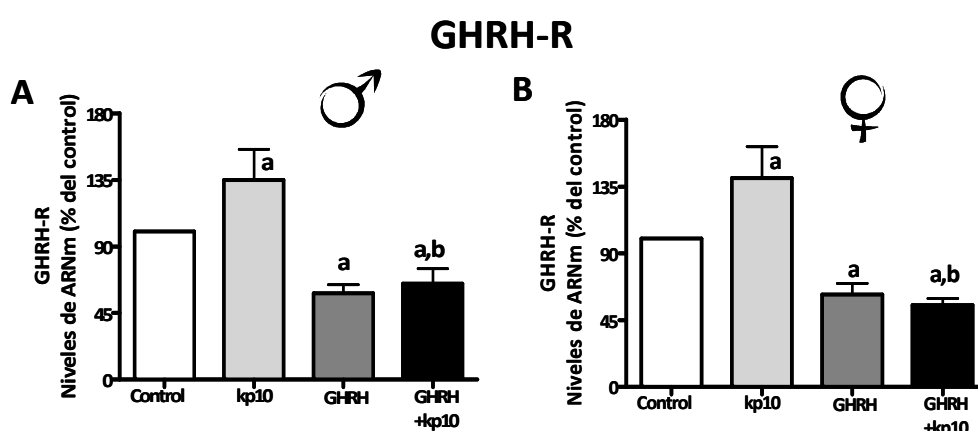 GHRH-R
A
GHRH-R
Niveles de ARNm (% del control)
180
135
90
45
0
a
a
a,b
Control
kp10
GHRH
GHRH
+kp10
B
GHRH-R
Niveles de ARNm (% del control)
180
135
90
45
0
a
a
a,b
Control
kp10
GHRH
GHRH
+kp10